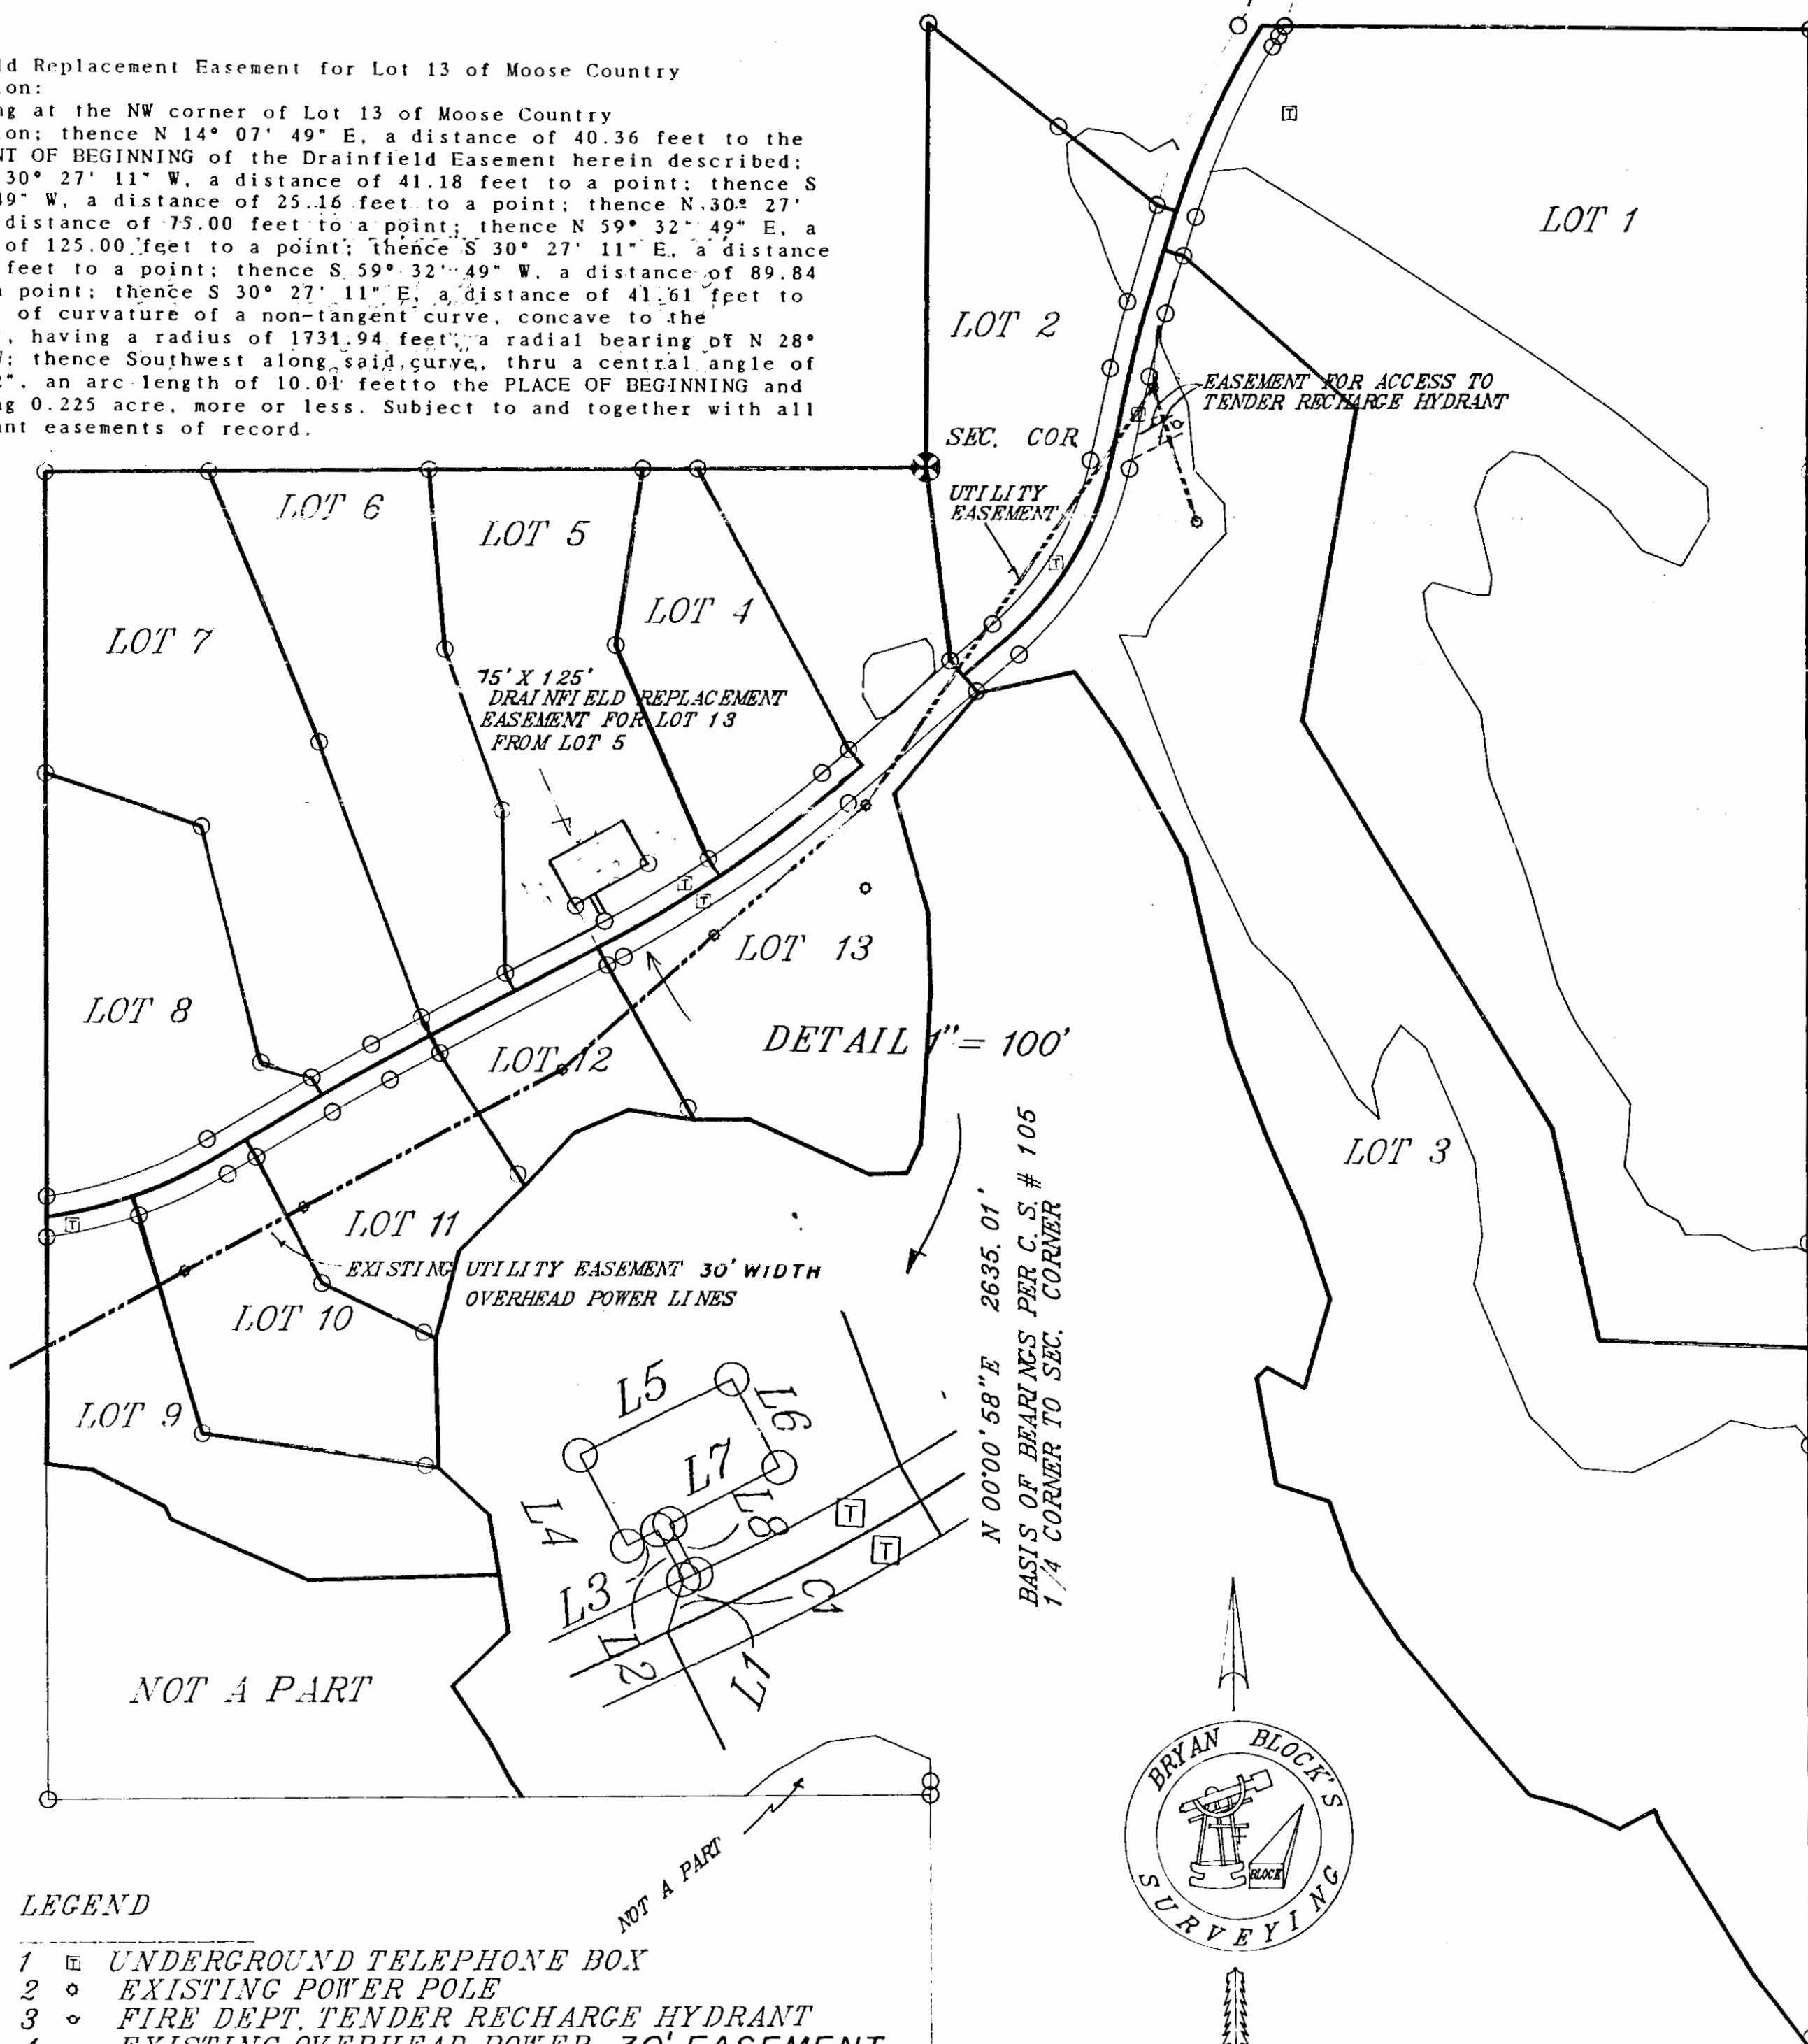 d Replacement Easement for Lot 13 of Moose Country
on:
g at the NW corner of Lot 13 of Moose Country
on; thence N 14° 07' 49" E, a distance of 40.36 feet to the
NT OF BEGINNING of the Drainfield Easement herein described;
30° 27' 11" W, a distance of 41.18 feet to a point; thence S
49" W, a distance of 25.16 feet to a point; thence N 30° 27'
distance of 75.00 feet to a point; thence N 59° 32' 49" E, a
of 125.00 feet to a point; thence S 30° 27' 11" E, a distance
feet to a point; thence S 59° 32' 49" W, a distance of 89.84
point; thence S 30° 27' 11" E, a distance of 41.61 feet to
of curvature of a non-tangent curve, concave to the
, having a radius of 1731.94 feet, a radial bearing of N 28°
; thence Southwest along said curve, thru a central angle of
", an arc length of 10.01 feetto the PLACE OF BEGINNING and
g 0.225 acre, more or less. Subject to and together with all
nt easements of record.
T
LOT 1
LOT 2
EASEMENT FOR ACCESS TO
TENDER RECHARGE HYDRANT
T
SEC. COR
UTILITY
EASEMENT
T
LOT 6
LOT 5
LOT 4
LOT 7
75' X 125'
DRAINFIELD REPLACEMENT
EASEMENT FOR LOT 13
FROM LOT 5
T
T
LOT 13
LOT 8
DETAIL 1" = 100'
LOT 12
LOT 3
T
LOT 11
EXISTING UTILITY EASEMENT 30' WIDTH
OVERHEAD POWER LINES
LOT 10
LOT 9
N 00°00'58"E 2635.01'
BASIS OF BEARINGS PER C.S. # 105
1/4 CORNER TO SEC. CORNER
L5
L6
L7
L4
L8
T
T
L3
C1
L2
L1
NOT A PART
NOT A PART
BRYAN BLOCK'S
BLOCK
SURVEYING
LEGEND
1 T UNDERGROUND TELEPHONE BOX
2 EXISTING POWER POLE
3 FIRE DEPT. TENDER RECHARGE HYDRANT
4 EXISTING OVERHEAD POWER 30' EASEMENT